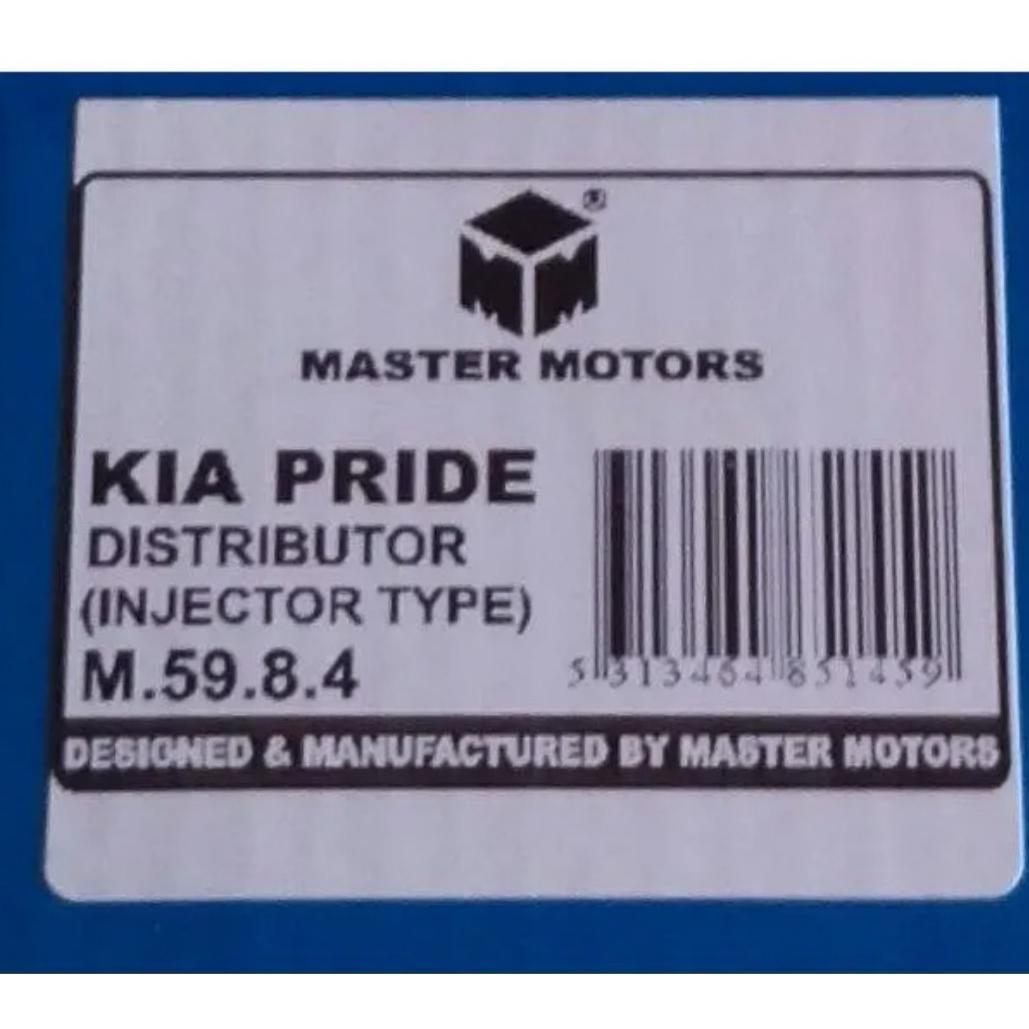 ®
MASTER MOTORS
KIA PRIDE
DISTRIBUTOR
(INJECTOR TYPE)
M.59.8.4
5 313464 851459
DESIGNED & MANUFACTURED BY MASTER MOTORS